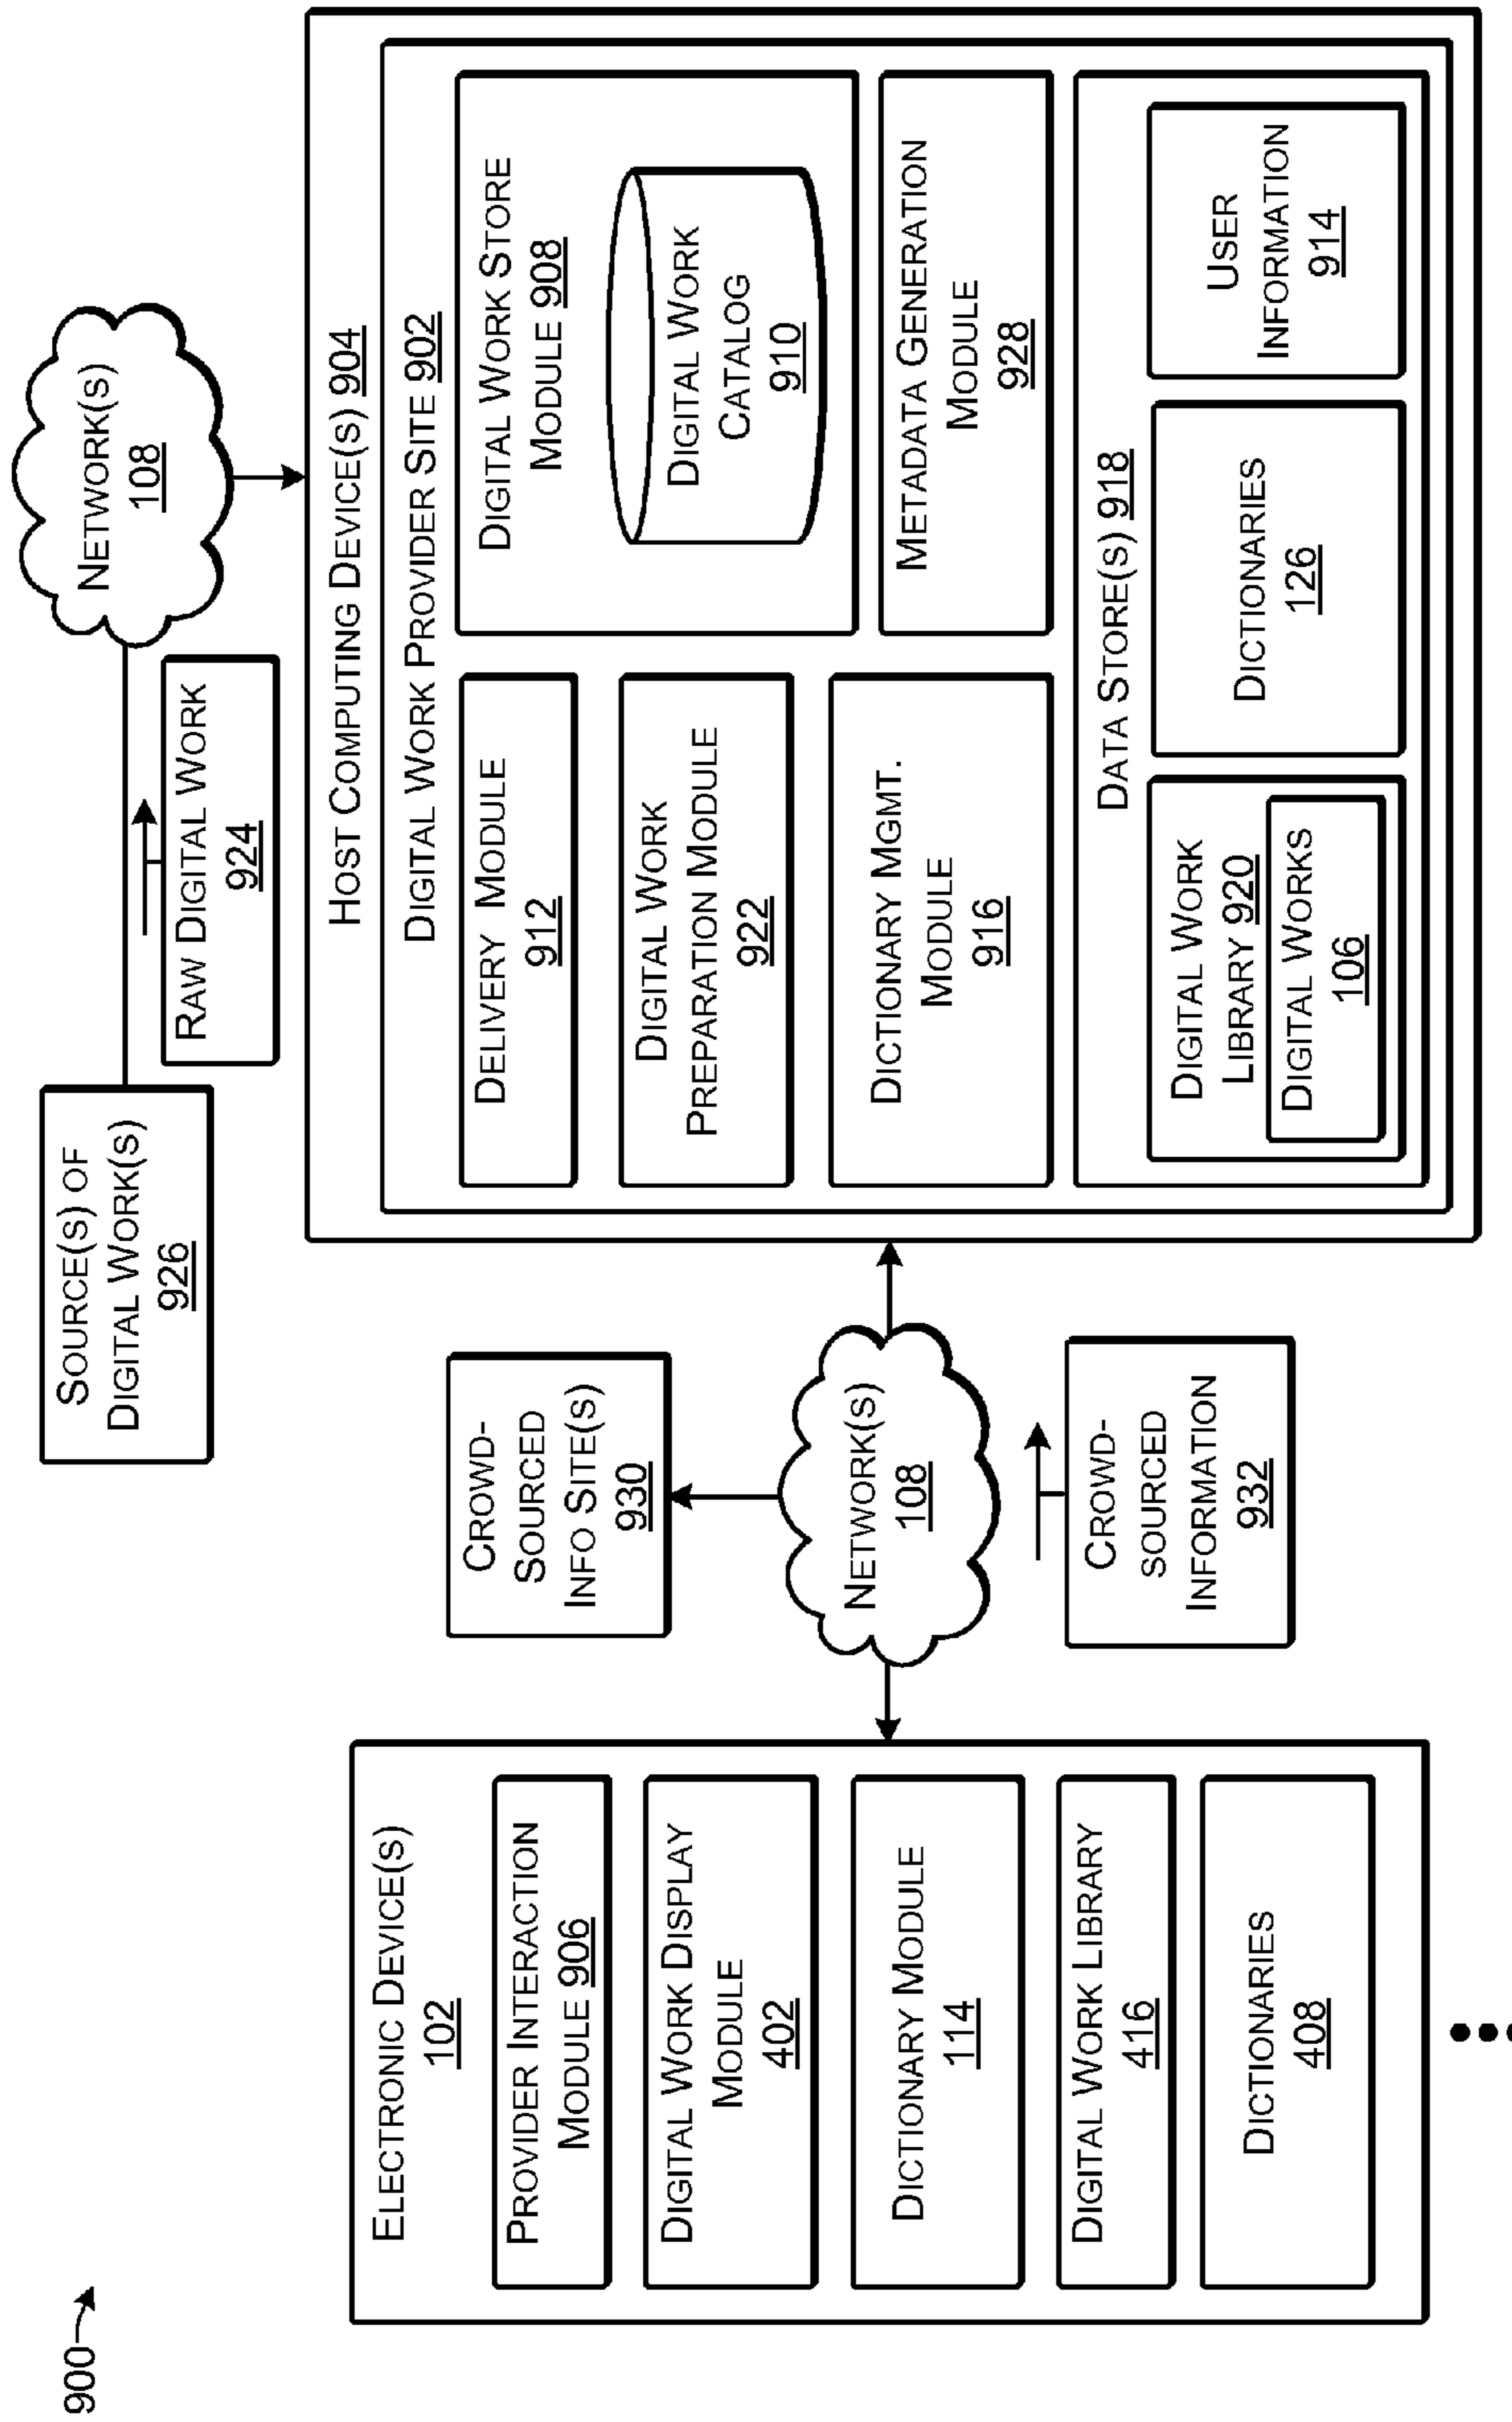 900
SOURCE(S) OF
DIGITAL WORK(S)
926
RAW DIGITAL WORK
924
NETWORK(S)
108
ELECTRONIC DEVICE(S)
102
PROVIDER INTERACTION
MODULE 906
DIGITAL WORK DISPLAY
MODULE
402
DICTIONARY MODULE
114
DIGITAL WORK LIBRARY
416
DICTIONARIES
408
CROWD-
SOURCED
INFO SITE(S)
930
NETWORK(S)
108
CROWD-
SOURCED
INFORMATION
932
HOST COMPUTING DEVICE(S) 904
DIGITAL WORK PROVIDER SITE 902
DELIVERY MODULE
912
DIGITAL WORK
PREPARATION MODULE
922
DICTIONARY MGMT.
MODULE
916
DIGITAL WORK STORE
MODULE 908
DIGITAL WORK
CATALOG
910
METADATA GENERATION
MODULE
928
DATA STORE(S) 918
DIGITAL WORK
LIBRARY 920
DIGITAL WORKS
106
DICTIONARIES
126
USER
INFORMATION
914